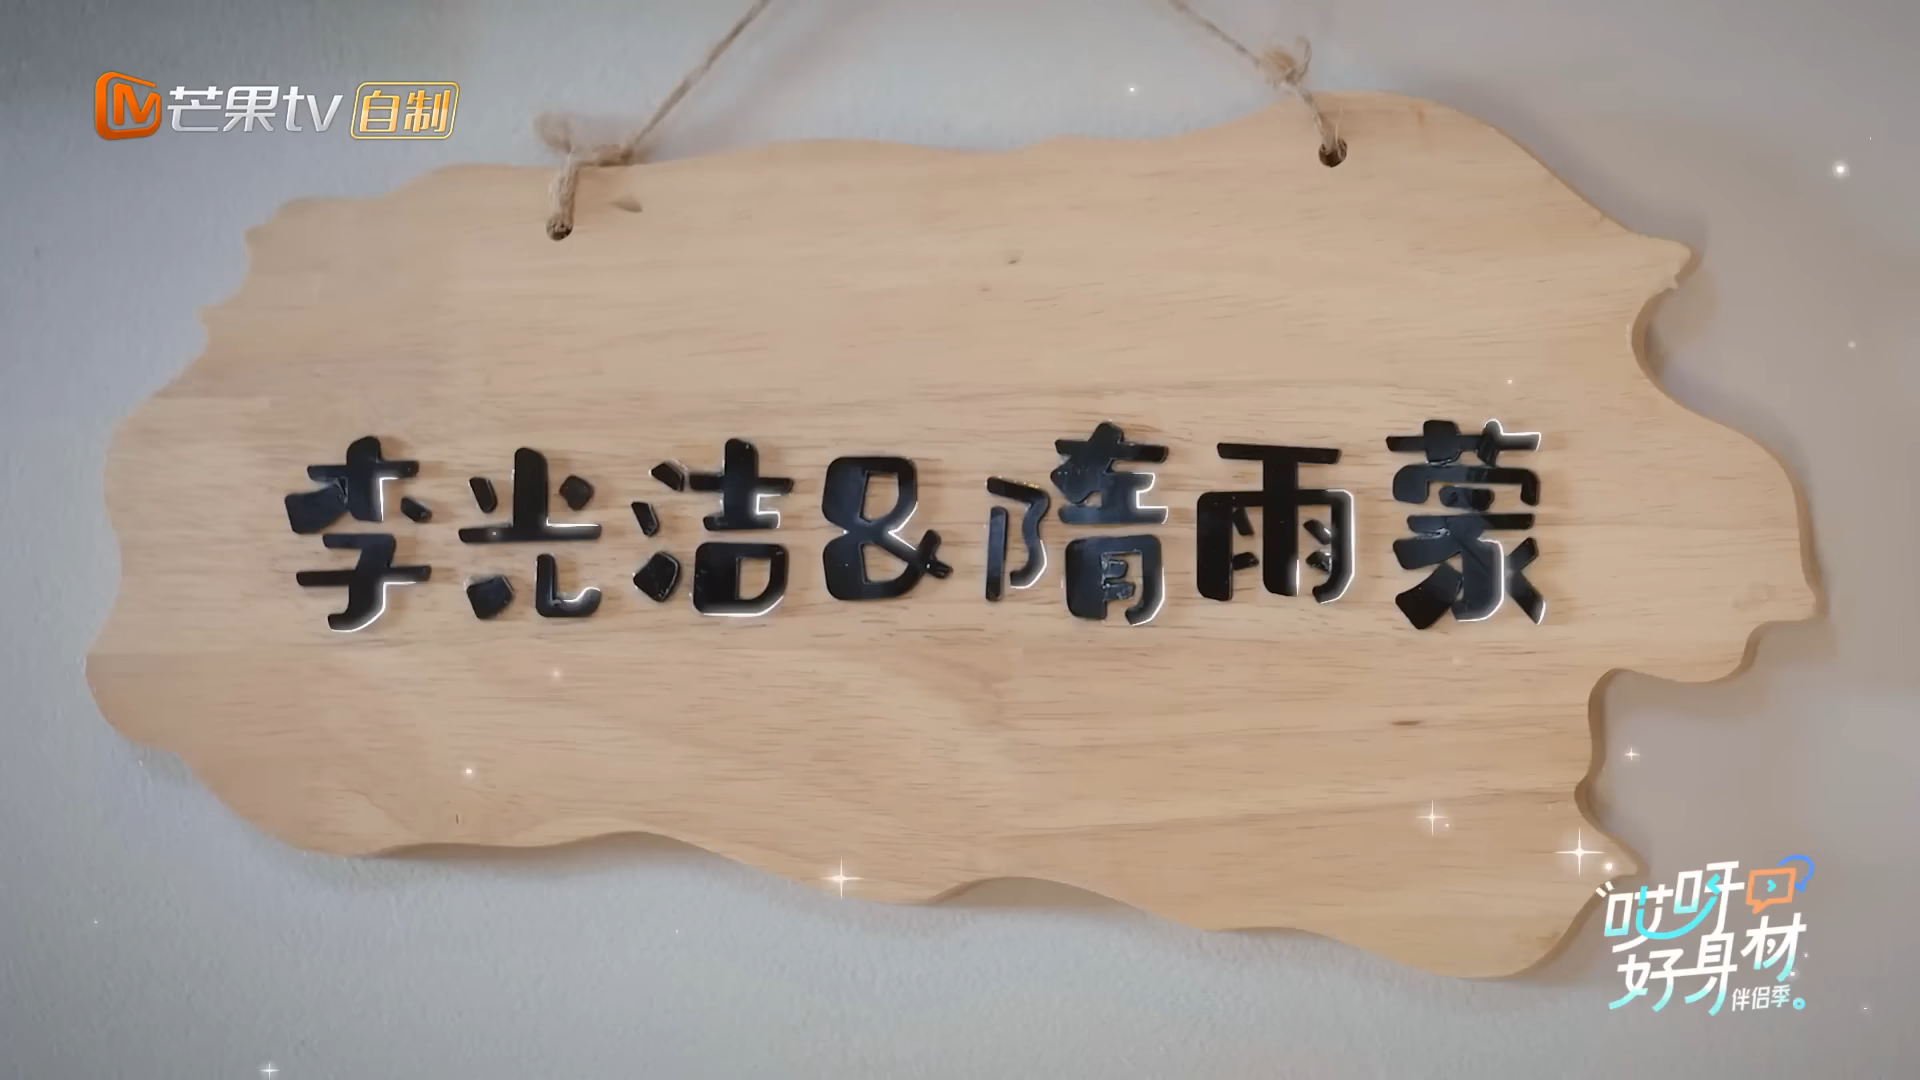 芒果tv 自制
李光洁&隋雨蒙
哎呀
好身材
伴侣季。